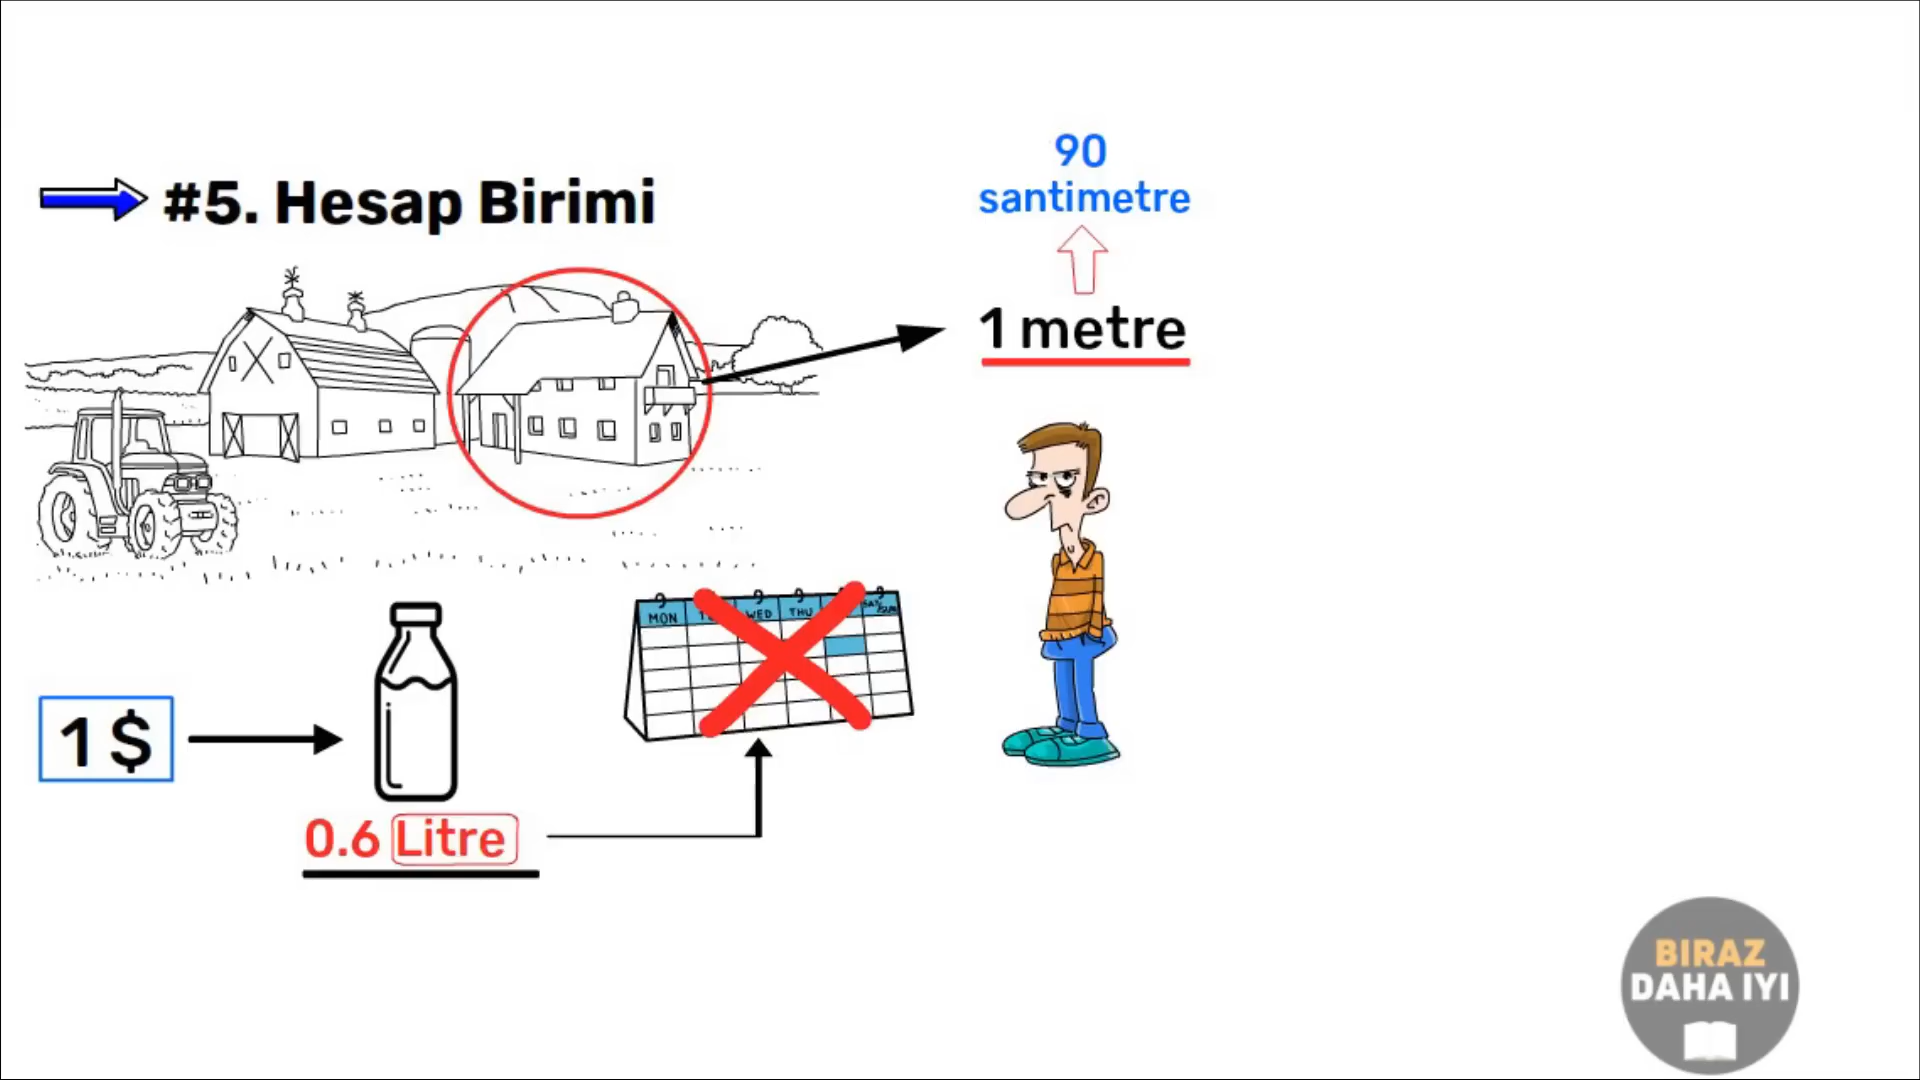 #5. Hesap Birimi
90
santimetre
1 metre
MON
WED
THU
1 $
0.6 Litre
BIRAZ
DAHA IYI